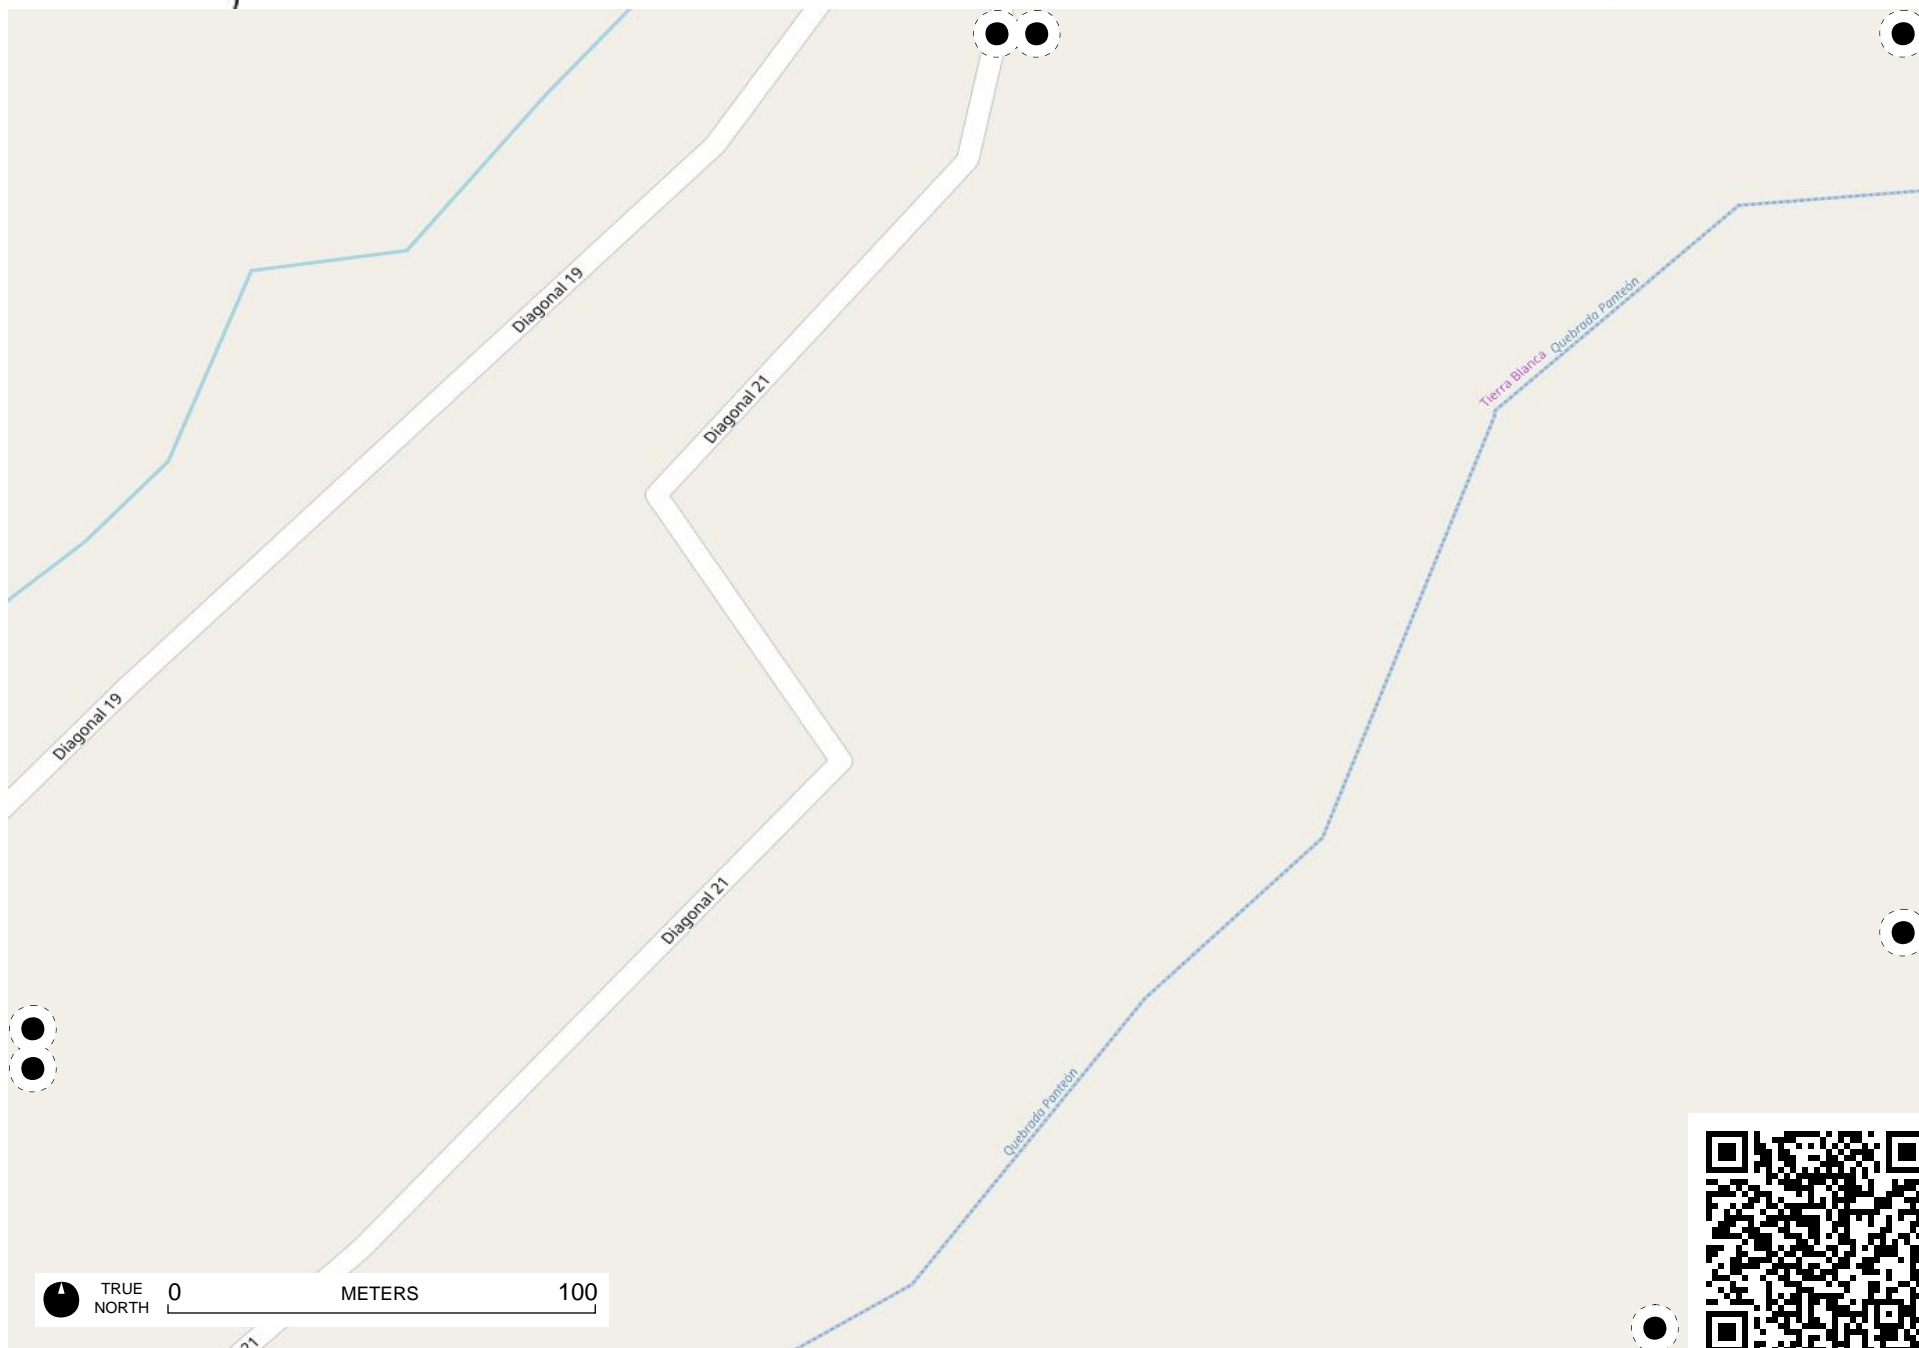 Diagonal 19
Quebrada Panteón
Tierra Blanca
Diagonal 21
Diagonal 19
Diagonal 21
Quebrada Panteón
TRUE NORTH
0 METERS 100
21